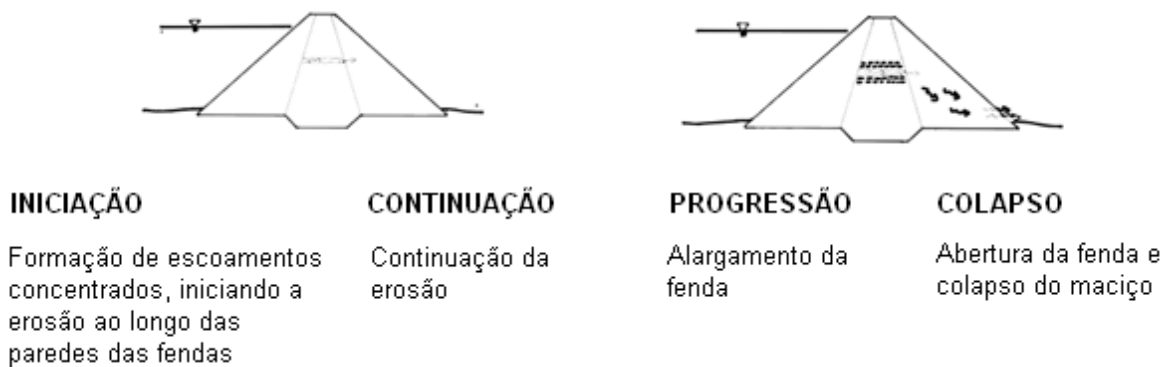 INICIAÇÃO
Formação de escoamentos
concentrados, iniciando a
erosão ao longo das
paredes das fendas
CONTINUAÇÃO
Continuação da
erosão
PROGRESSÃO
Alargamento da
fenda
COLAPSO
Abertura da fenda e
colapso do maciço